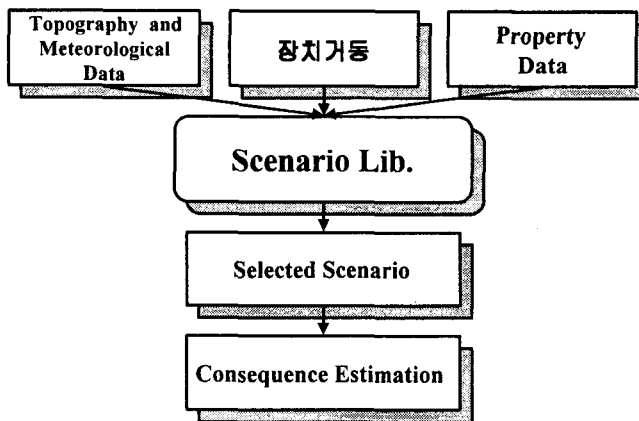 Topography and
Meteorological
Data
장치거동
Property
Data
Scenario Lib.
Selected Scenario
Consequence Estimation